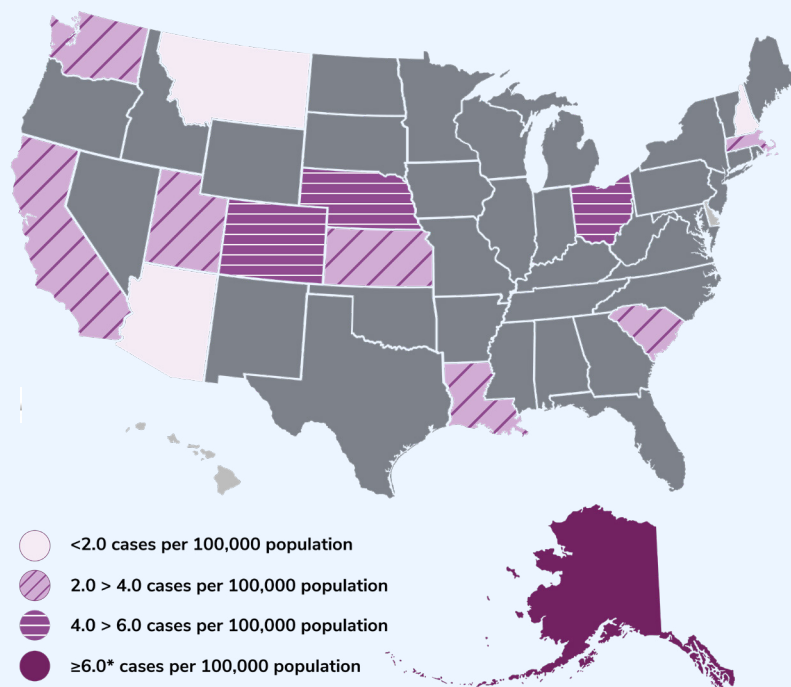 <2.0 cases per 100,000 population
2.0 > 4.0 cases per 100,000 population
4.0 > 6.0 cases per 100,000 population
≥6.0* cases per 100,000 population